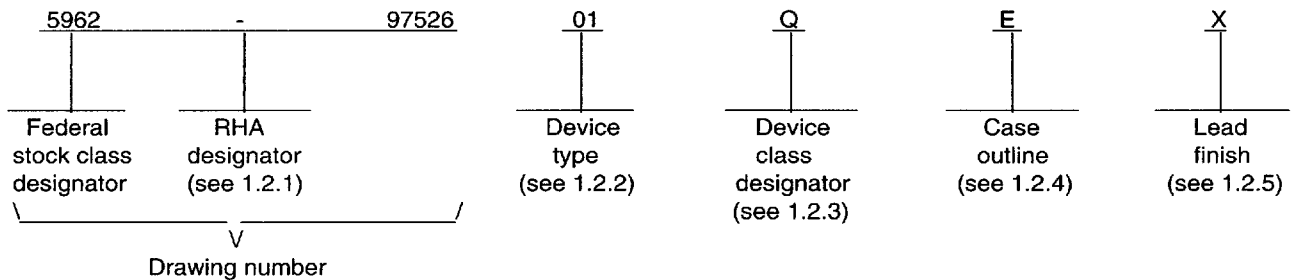 5962 - 97526 01 Q E X
Federal stock class designator
RHA designator (see 1.2.1)
Device type (see 1.2.2)
Device class designator (see 1.2.3)
Case outline (see 1.2.4)
Lead finish (see 1.2.5)
Drawing number